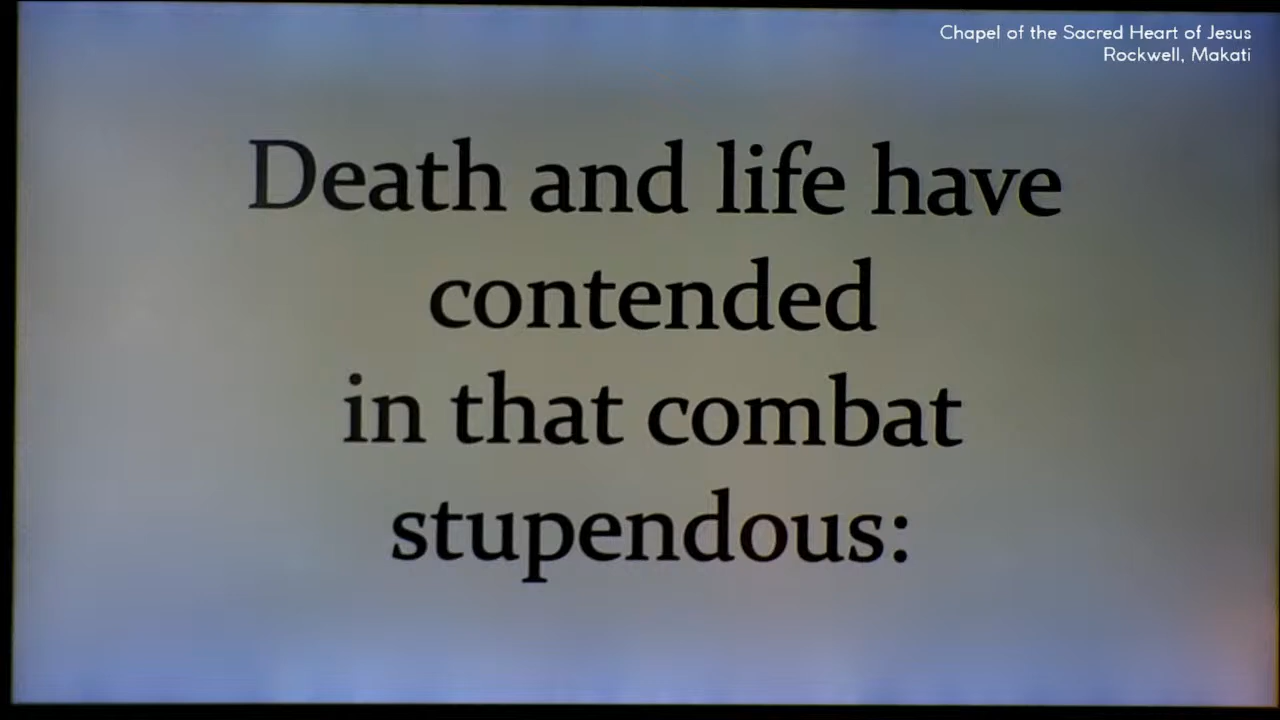 Chapel of the Sacred Heart of Jesus
Rockwell, Makati
Death and life have
contended
in that combat
stupendous: